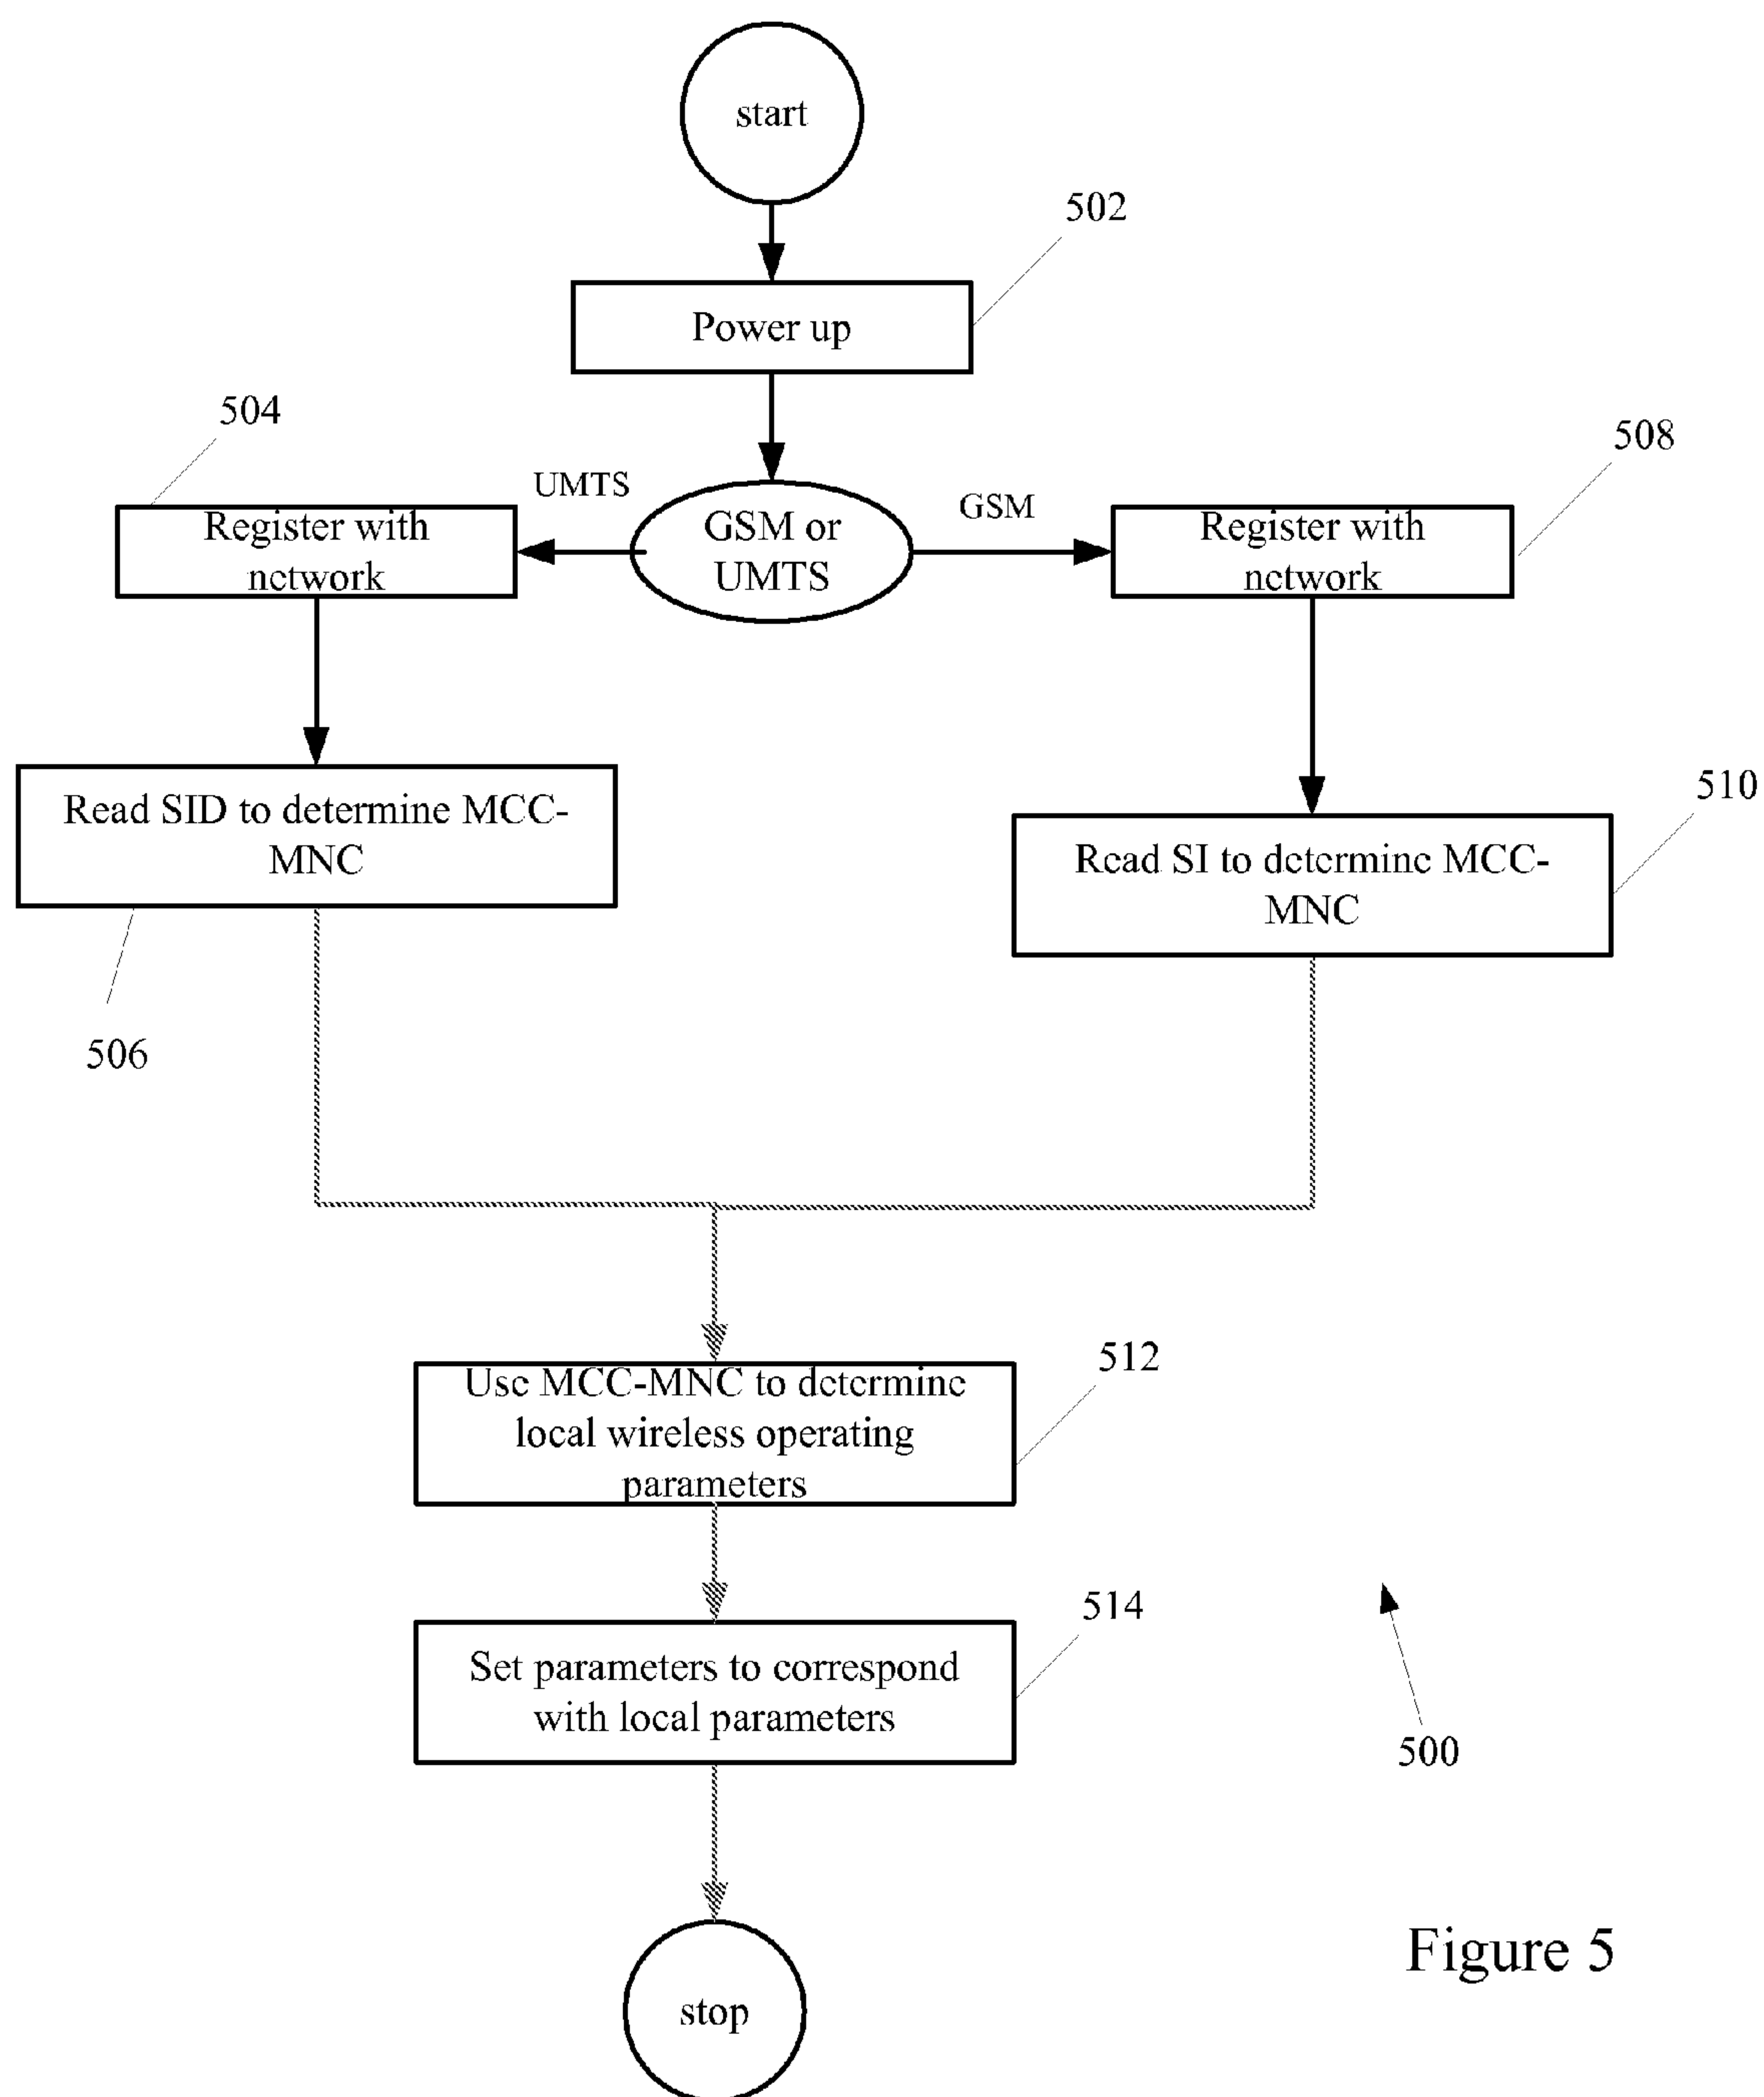 start
502
Power up
504
508
UMTS
GSM
Register with
network
GSM or
UMTS
Register with
network
Read SID to determine MCC-
MNC
510
Read SI to determine MCC-
MNC
506
512
Use MCC-MNC to determine
local wireless operating
parameters
514
Set parameters to correspond
with local parameters
500
Figure 5
stop